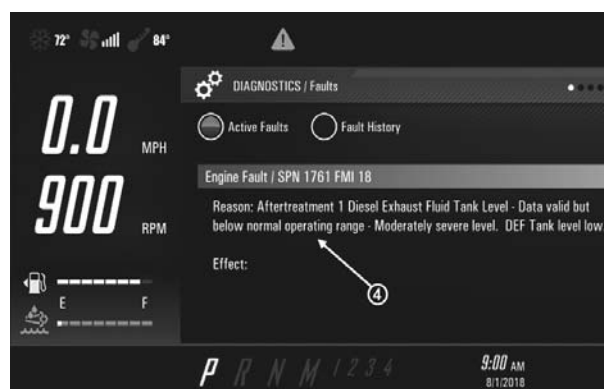 72° 84°
DIAGNOSTICS / Faults
Active Faults Fault History
0.0 MPH
Engine Fault / SPN 1761 FMI 18
900 RPM
Reason: Aftertreatment 1 Diesel Exhaust Fluid Tank Level - Data valid but
below normal operating range - Moderately severe level. DEF Tank level low.
Effect:
4
E F
P R N M 1 2 3 4
9:00 AM
8/1/2018